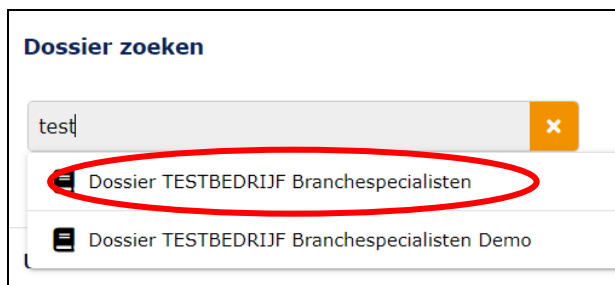 Dossier zoeken
test
Dossier TESTBEDRIJF Branchespecialisten
Dossier TESTBEDRIJF Branchespecialisten Demo